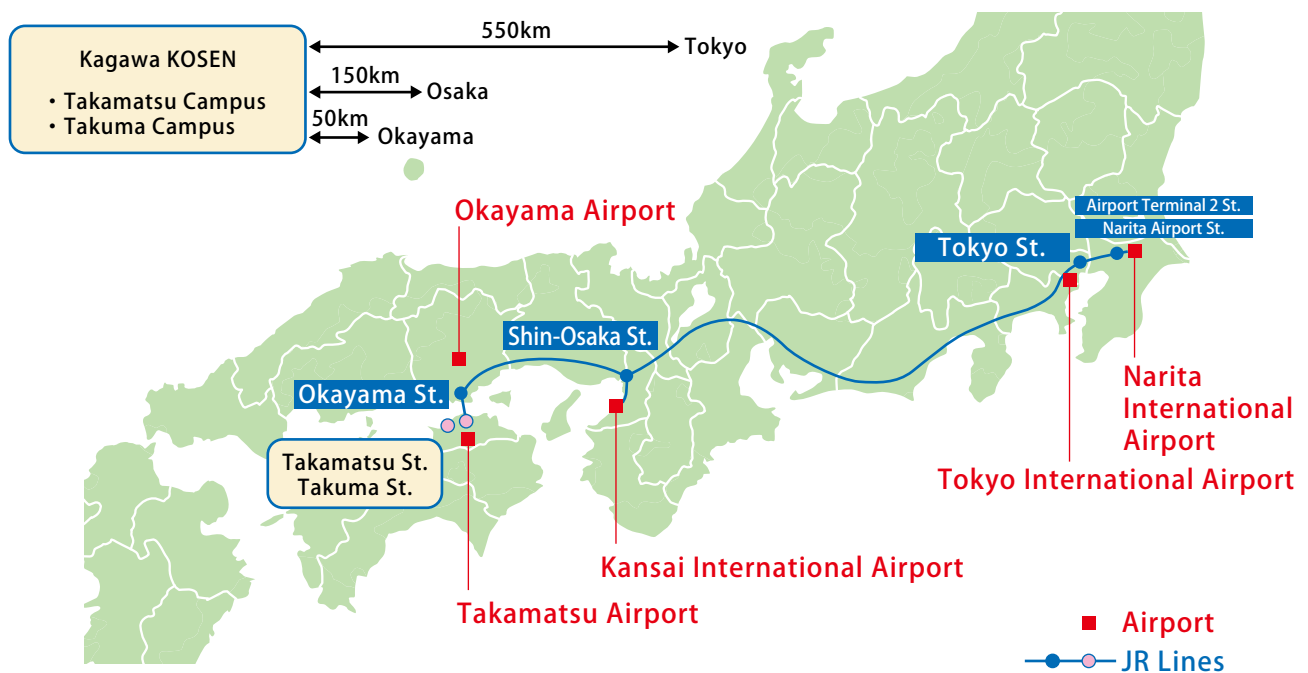 Kagawa KOSEN
・Takamatsu Campus
・Takuma Campus
550km
Tokyo
150km
Osaka
50km
Okayama
Okayama Airport
Airport Terminal 2 St.
Narita Airport St.
Tokyo St.
Shin-Osaka St.
Okayama St.
Takamatsu St.
Takuma St.
Narita
International
Airport
Tokyo International Airport
Kansai International Airport
Takamatsu Airport
Airport
JR Lines